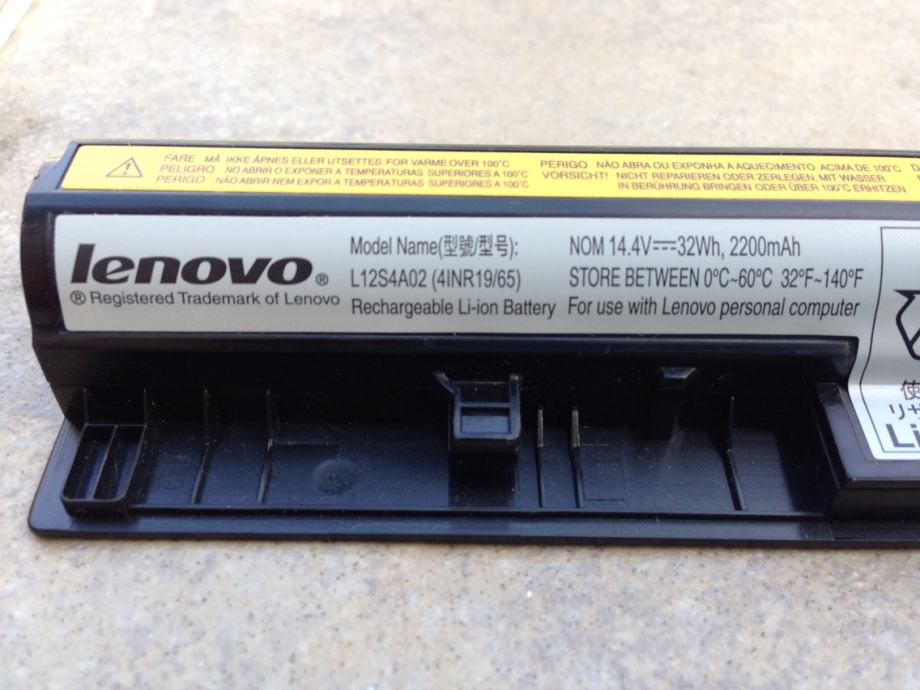 FARE MÅ IKKE ÅPNES ELLER UTSETTES FOR VARME OVER 100°C
PELIGRO NO ABRIR O EXPONER A TEMPERATURAS SUPERIORES A 100°C
PERIGO NÃO ABRIR NEM EXPOR A TEMPERATURAS SUPERIORES A 100°C
PERIGO NÃO ABRA OU EXPONHA A AQUECIMENTO ACIMA DE 100°C
VORSICHT! NICHT REPARIEREN ODER ZERLEGEN, MIT WASSER
IN BERÜHRUNG BRINGEN ODER ÜBER 100°C ERHITZEN
lenovo®
® Registered Trademark of Lenovo
Model Name(型號/型号):
L12S4A02 (4INR19/65)
Rechargeable Li-ion Battery
NOM 14.4V⎓32Wh, 2200mAh
STORE BETWEEN 0ºC~60ºC 32ºF~140ºF
For use with Lenovo personal computer
使
リサ
Li